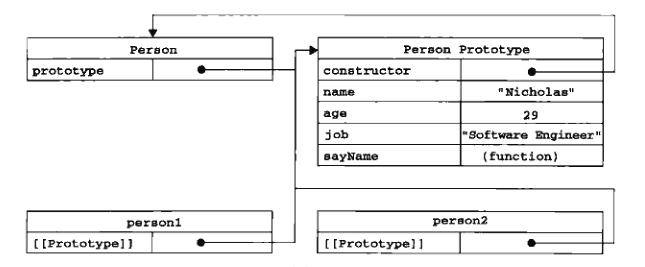 Person
prototype
Person Prototype
constructor
name "Nicholas"
age 29
job "Software Engineer"
sayName (function)
person1
[[Prototype]]
person2
[[Prototype]]